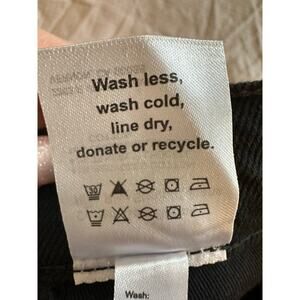 Wash less,
wash cold,
line dry,
donate or recycle.
30
Wash: